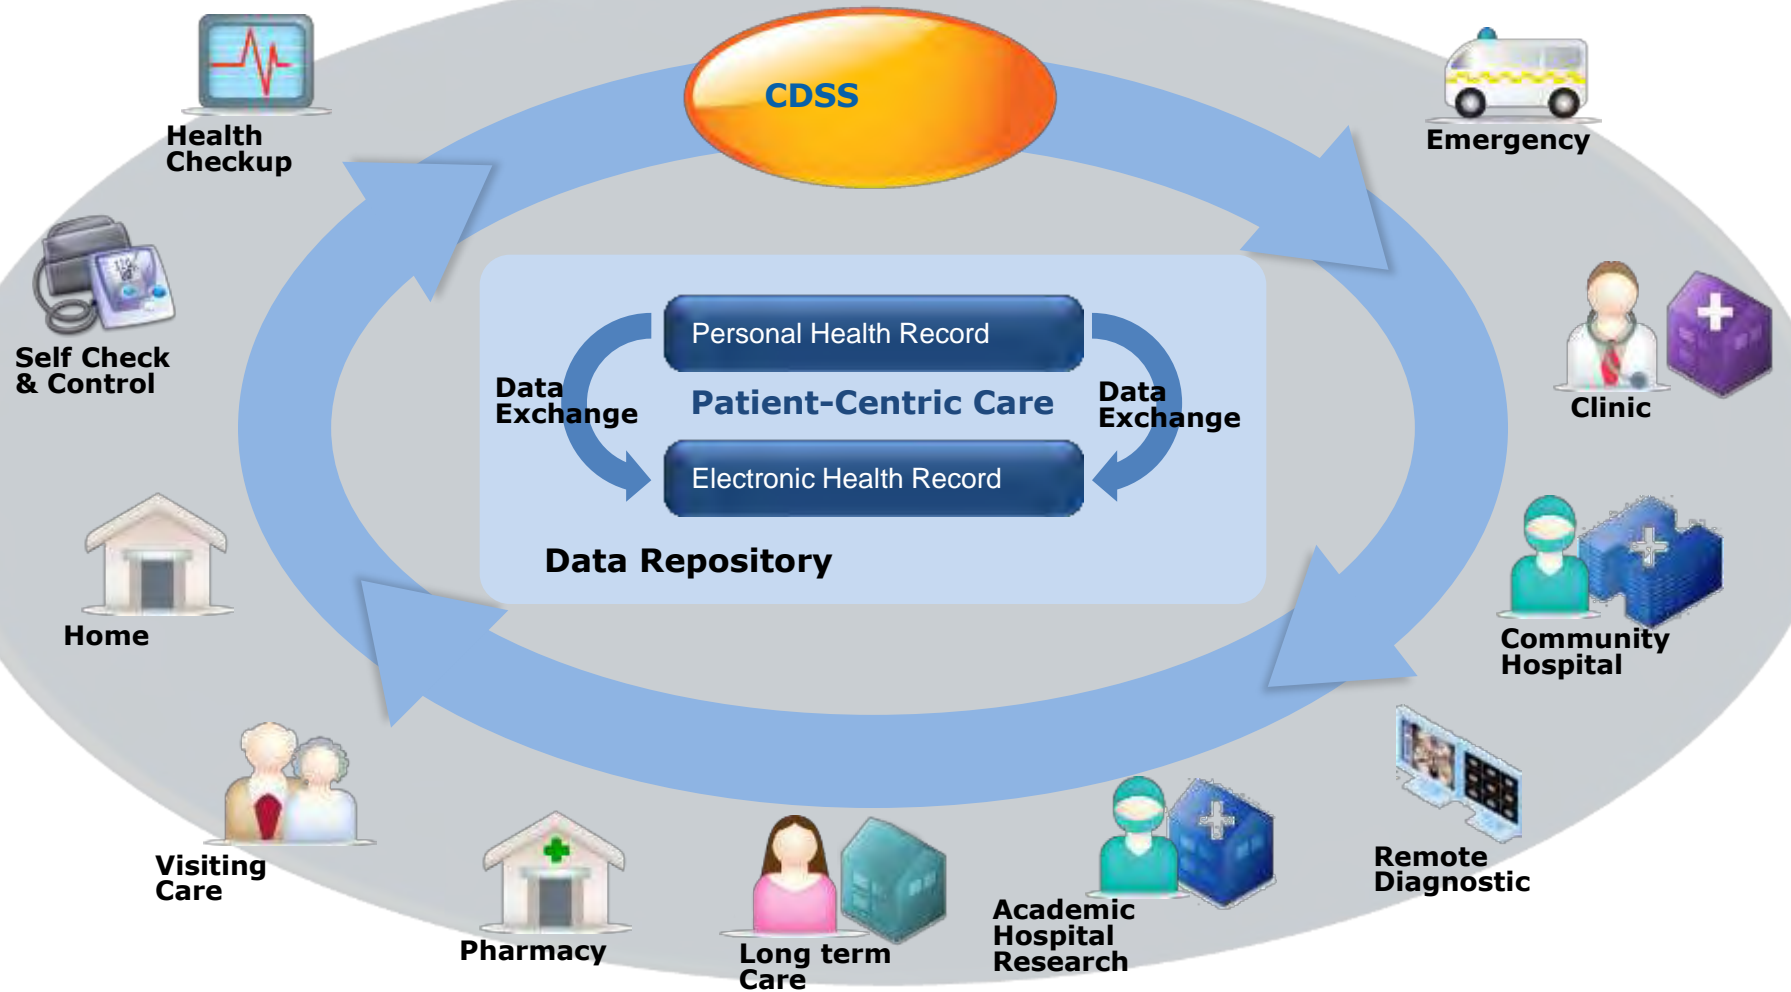 CDSS
Health
Checkup
Emergency
Self Check
& Control
Clinic
Personal Health Record
Data
Exchange
Patient-Centric Care
Data
Exchange
Electronic Health Record
Data Repository
Home
Community
Hospital
Visiting
Care
Remote
Diagnostic
Pharmacy
Long term
Care
Academic
Hospital
Research